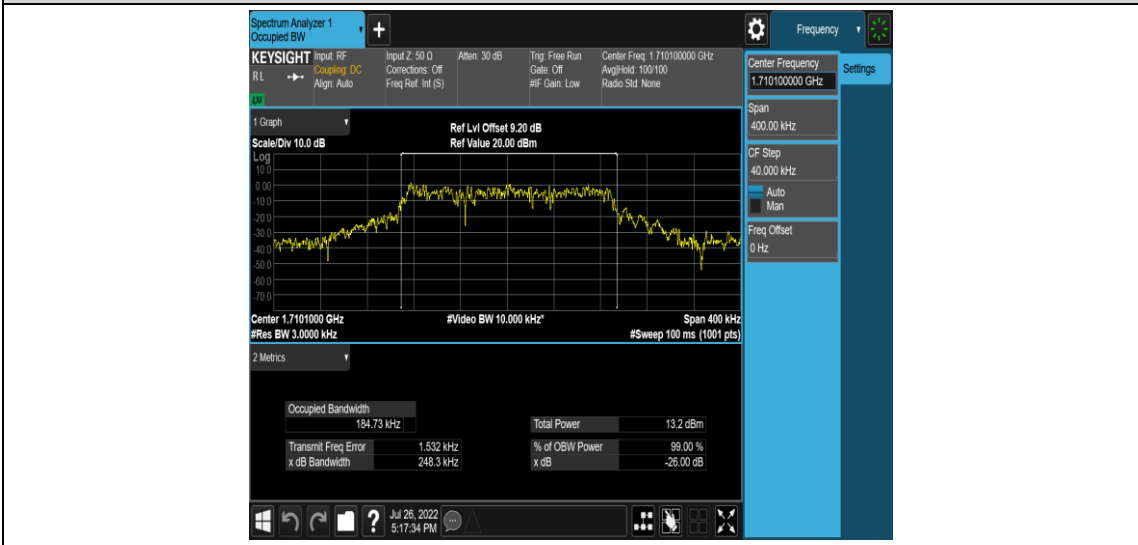 Spectrum Analyzer 1
Occupied BW
+
Frequency
KEYSIGHT
RL
LXI
Input: RF
Coupling: DC
Align: Auto
Input Z: 50 Ω
Corrections: Off
Freq Ref: Int (S)
Atten: 30 dB
Trig: Free Run
Gate: Off
#IF Gain: Low
Center Freq: 1.710100000 GHz
Avg|Hold: 100/100
Radio Std: None
Center Frequency
1.710100000 GHz
Settings
Span
400.00 kHz
CF Step
40.000 kHz
Auto
Man
Freq Offset
0 Hz
1 Graph
Ref Lvl Offset 9.20 dB
Scale/Div 10.0 dB
Ref Value 20.00 dBm
Log
10.0
0.00
-10.0
-20.0
-30.0
-40.0
-50.0
-60.0
-70.0
Center 1.7101000 GHz
#Video BW 10.000 kHz*
Span 400 kHz
#Res BW 3.0000 kHz
#Sweep 100 ms (1001 pts)
2 Metrics
Occupied Bandwidth
184.73 kHz
Total Power 13.2 dBm
Transmit Freq Error 1.532 kHz
% of OBW Power 99.00 %
x dB Bandwidth 248.3 kHz
x dB -26.00 dB
?
Jul 26, 2022
5:17:34 PM